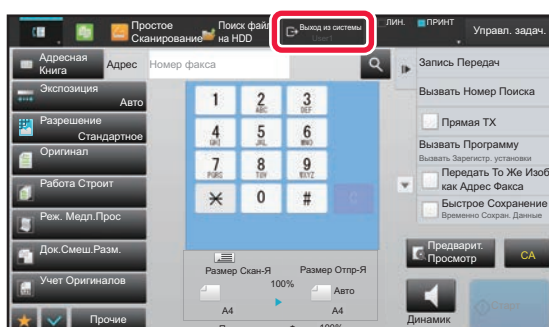 Простое
Сканирование
Поиск файл
на HDD
Выход из системы
User1
ЛИН.
ПРИНТ
Управл. задач.
Адресная
Книга
Адрес
Номер факса
Экспозиция
Авто
Разрешение
Стандартное
Оригинал
Работа Строит
Реж. Медл.Прос
Док.Смеш.Разм.
Учет Оригиналов
Прочие
1
2
ABC
3
DEF
4
GHI
5
JKL
6
MNO
7
PQRS
8
TUV
9
WXYZ
0
#
Размер Скан-Я
100%
Размер Отпр-Я
Авто
A4
A4
100%
Запись Передач
Вызвать Номер Поиска
Прямая TX
Вызвать Программу
Вызвать Зарегистр. установки
Передать То Же Изоб
как Адрес Факса
Быстрое Сохранение
Временно Сохран. Данные
Предварит.
Просмотр
CA
Динамик
Старт